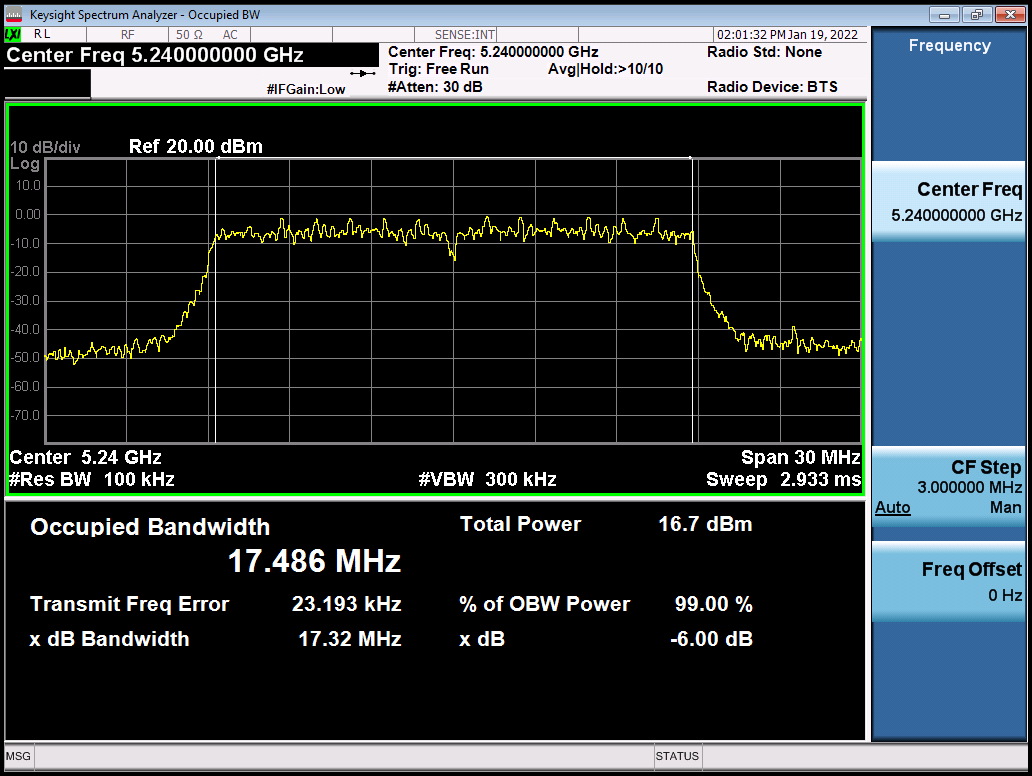 Keysight Spectrum Analyzer - Occupied BW
LXI RL RF 50 Ω AC SENSE:INT 02:01:32 PM Jan 19, 2022
Center Freq 5.240000000 GHz
Center Freq: 5.240000000 GHz
Radio Std: None
Trig: Free Run Avg|Hold:>10/10
#IFGain:Low
#Atten: 30 dB
Radio Device: BTS
10 dB/div
Log
Ref 20.00 dBm
10.0
0.00
-10.0
-20.0
-30.0
-40.0
-50.0
-60.0
-70.0
Center 5.24 GHz
Span 30 MHz
#Res BW 100 kHz
#VBW 300 kHz
Sweep 2.933 ms
Occupied Bandwidth
17.486 MHz
Total Power 16.7 dBm
Transmit Freq Error 23.193 kHz
% of OBW Power 99.00 %
x dB Bandwidth 17.32 MHz
x dB -6.00 dB
Frequency
Center Freq
5.240000000 GHz
CF Step
3.000000 MHz
Auto Man
Freq Offset
0 Hz
MSG
STATUS